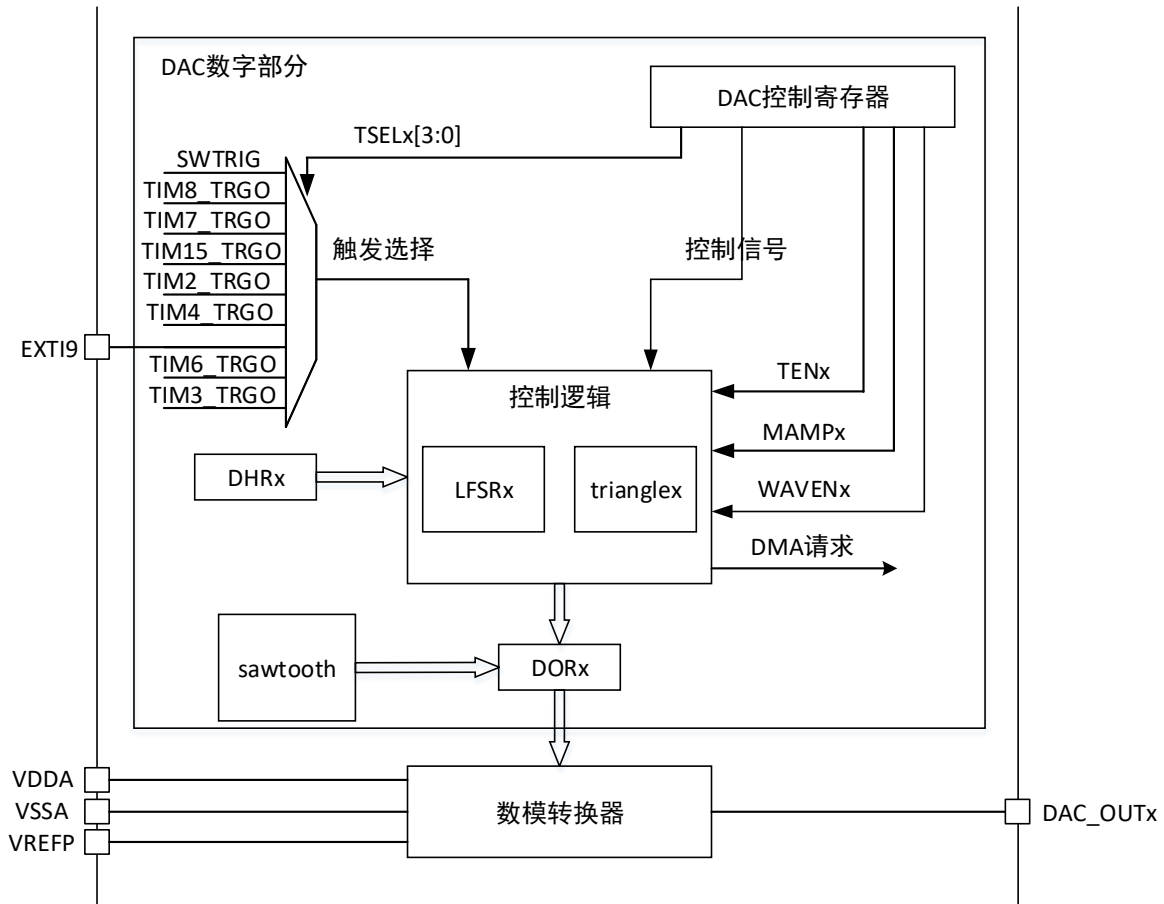 DAC数字部分
DAC控制寄存器
TSELx[3:0]
SWTRIG
TIM8_TRGO
TIM7_TRGO
TIM15_TRGO
TIM2_TRGO
TIM4_TRGO
触发选择
控制信号
EXTI9
TIM6_TRGO
TIM3_TRGO
TENx
控制逻辑
MAMPx
DHRx
LFSRx
trianglex
WAVENx
DMA请求
sawtooth
DORx
VDDA
VSSA
VREFP
数模转换器
DAC_OUTx